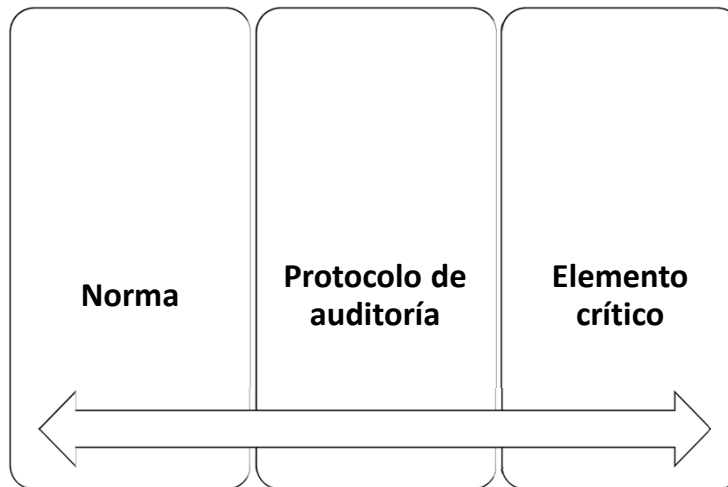 Norma
Protocolo de
auditoría
Elemento
crítico